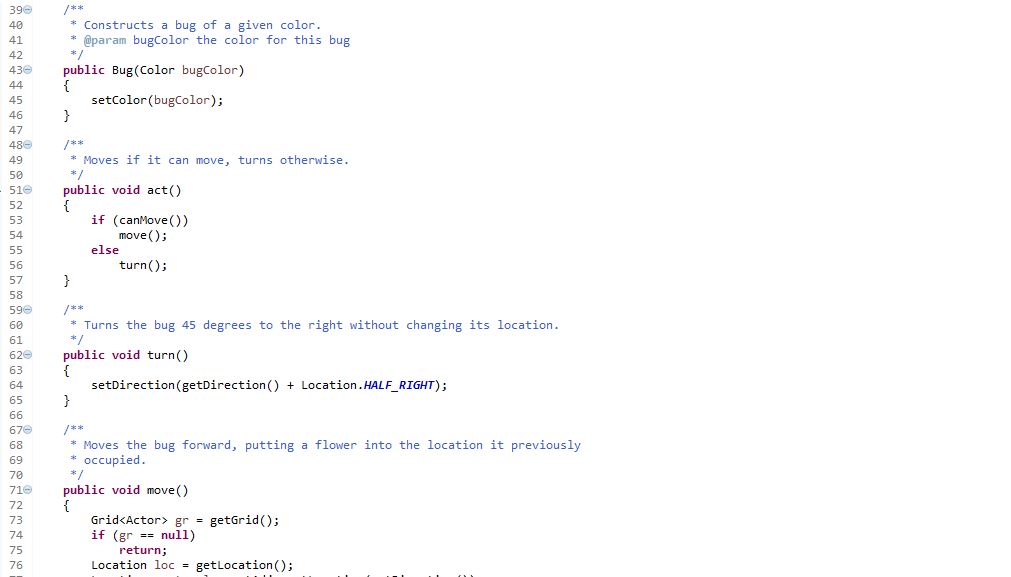 39 /**
40 * Constructs a bug of a given color.
41 * @param bugColor the color for this bug
42 */
43 public Bug(Color bugColor)
44 {
45 setColor(bugColor);
46 }
47
48 /**
49 * Moves if it can move, turns otherwise.
50 */
51 public void act()
52 {
53 if (canMove())
54 move();
55 else
56 turn();
57 }
58
59 /**
60 * Turns the bug 45 degrees to the right without changing its location.
61 */
62 public void turn()
63 {
64 setDirection(getDirection() + Location.HALF_RIGHT);
65 }
66
67 /**
68 * Moves the bug forward, putting a flower into the location it previously
69 * occupied.
70 */
71 public void move()
72 {
73 Grid<Actor> gr = getGrid();
74 if (gr == null)
75 return;
76 Location loc = getLocation();